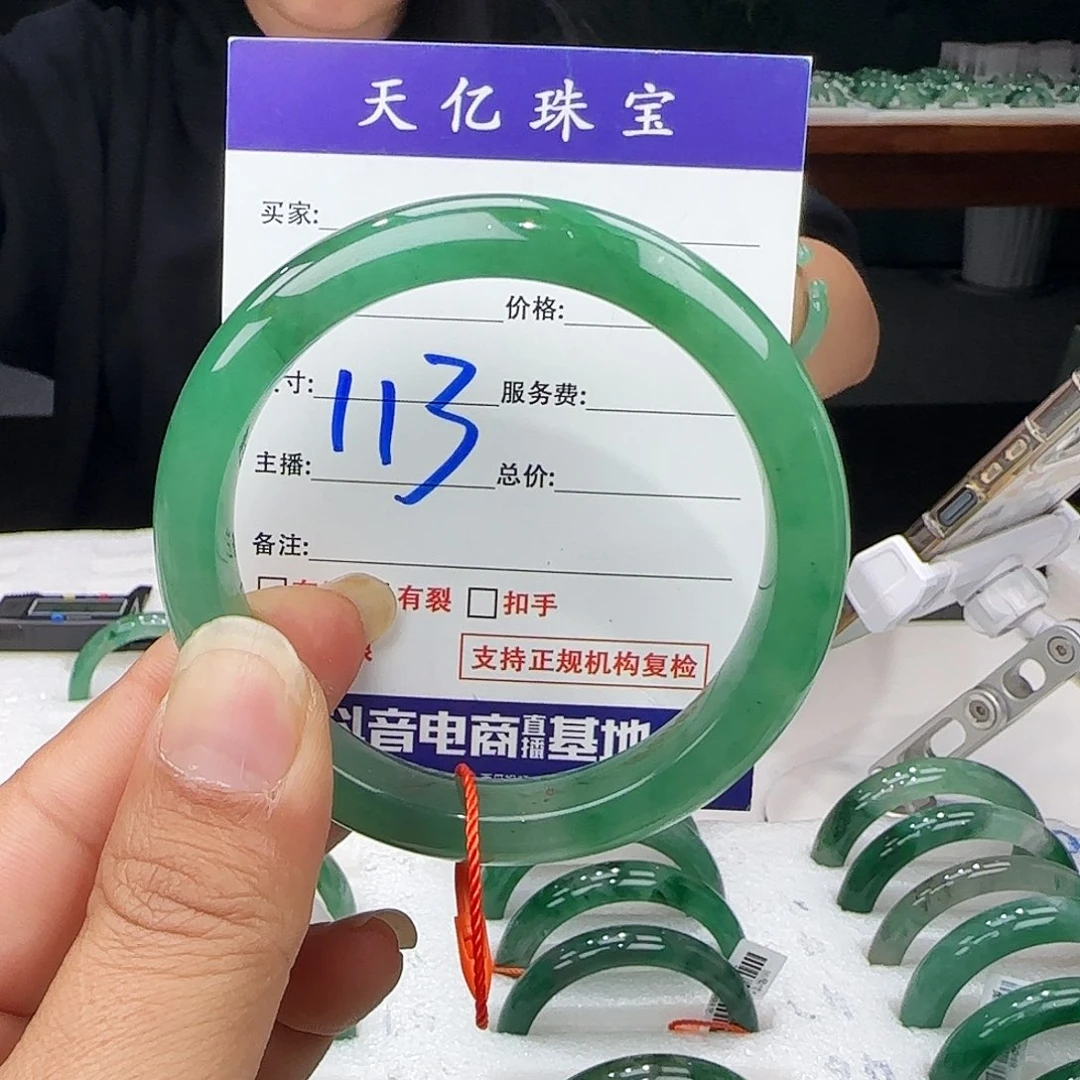 天亿珠宝
买家:
价格:
寸: 服务费:
113
主播: 总价:
备注:
有裂 扣手
支持正规机构复检
抖音电商直播基地